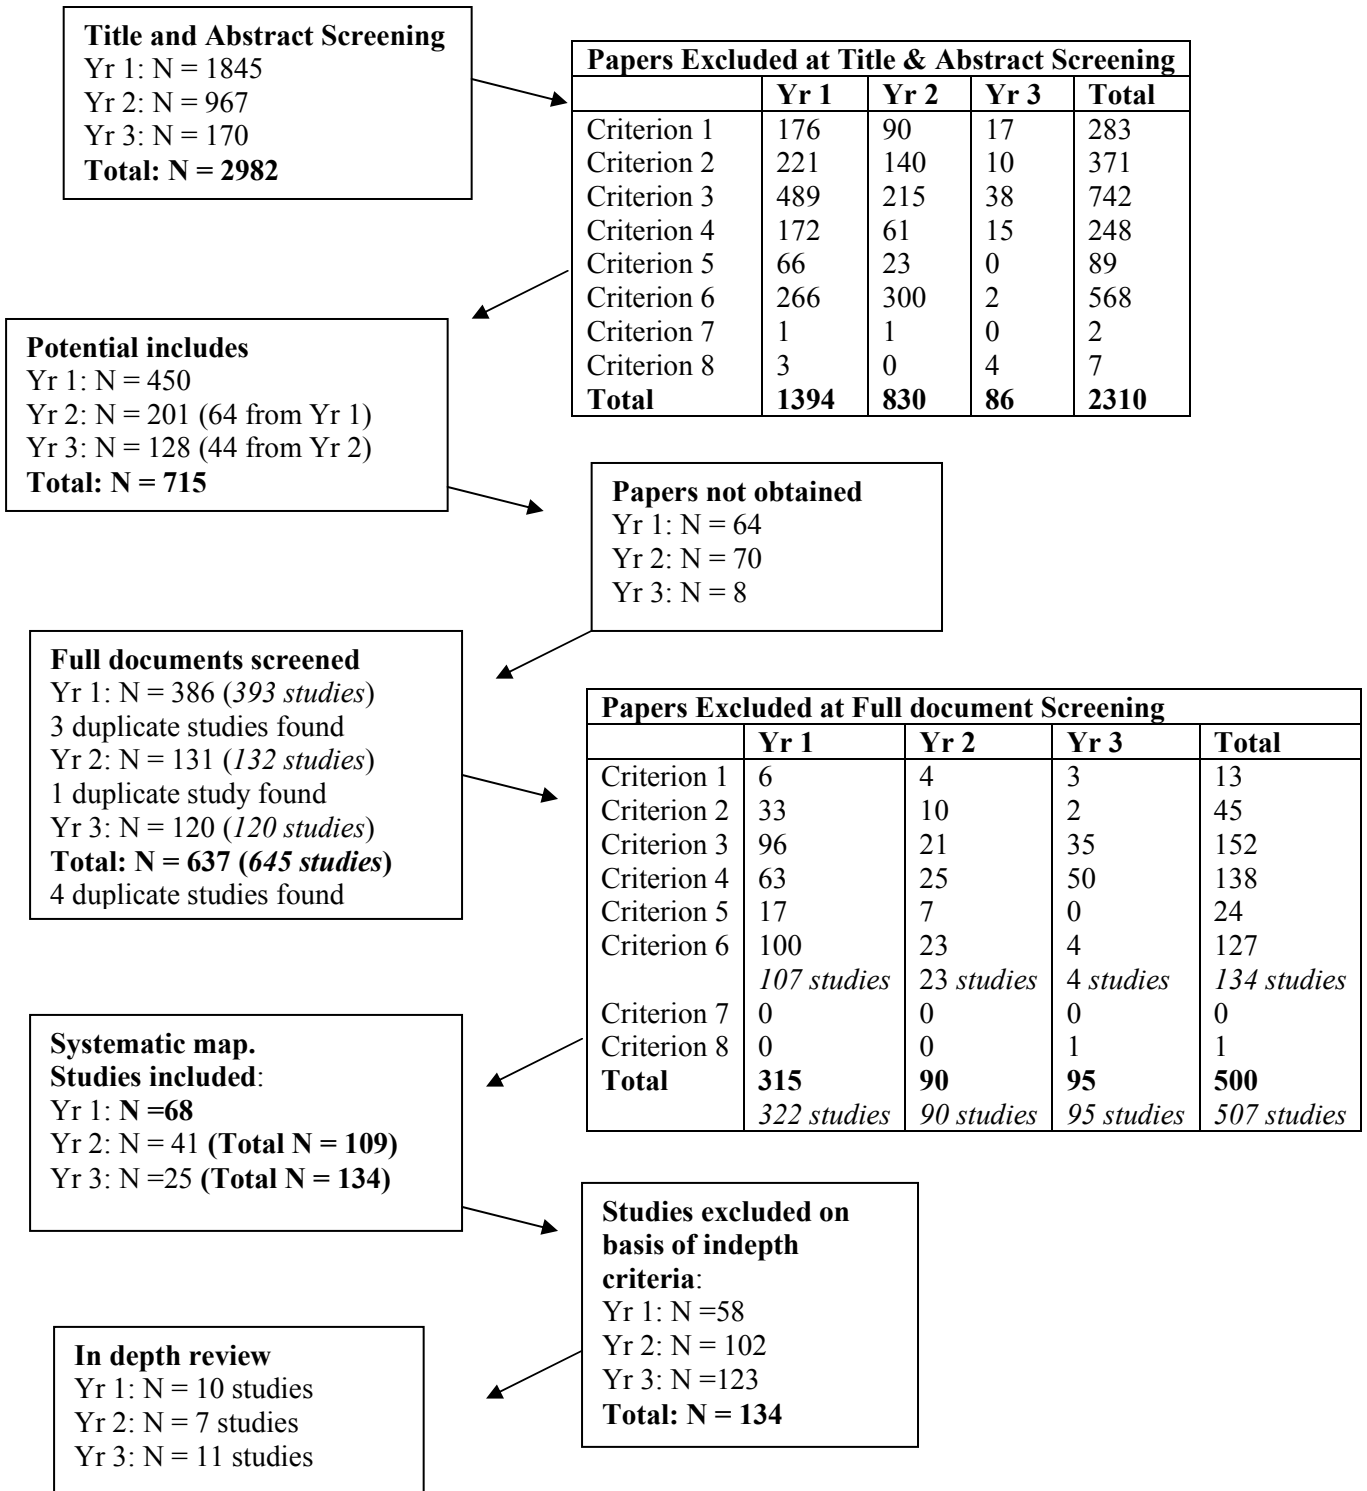 Title and Abstract Screening
Yr 1: N = 1845
Yr 2: N = 967
Yr 3: N = 170
Total: N = 2982
Papers Excluded at Title & Abstract Screening
Yr 1 Yr 2 Yr 3 Total
Criterion 1 176 90 17 283
Criterion 2 221 140 10 371
Criterion 3 489 215 38 742
Criterion 4 172 61 15 248
Criterion 5 66 23 0 89
Criterion 6 266 300 2 568
Criterion 7 1 1 0 2
Criterion 8 3 0 4 7
Total 1394 830 86 2310
Potential includes
Yr 1: N = 450
Yr 2: N = 201 (64 from Yr 1)
Yr 3: N = 128 (44 from Yr 2)
Total: N = 715
Papers not obtained
Yr 1: N = 64
Yr 2: N = 70
Yr 3: N = 8
Full documents screened
Yr 1: N = 386 (393 studies)
3 duplicate studies found
Yr 2: N = 131 (132 studies)
1 duplicate study found
Yr 3: N = 120 (120 studies)
Total: N = 637 (645 studies)
4 duplicate studies found
Papers Excluded at Full document Screening
Yr 1 Yr 2 Yr 3 Total
Criterion 1 6 4 3 13
Criterion 2 33 10 2 45
Criterion 3 96 21 35 152
Criterion 4 63 25 50 138
Criterion 5 17 7 0 24
Criterion 6 100 23 4 127
107 studies 23 studies 4 studies 134 studies
Criterion 7 0 0 0 0
Criterion 8 0 0 1 1
Total 315 90 95 500
322 studies 90 studies 95 studies 507 studies
Systematic map.
Studies included:
Yr 1: N =68
Yr 2: N = 41 (Total N = 109)
Yr 3: N =25 (Total N = 134)
Studies excluded on
basis of indepth
criteria:
Yr 1: N =58
Yr 2: N = 102
Yr 3: N =123
Total: N = 134
In depth review
Yr 1: N = 10 studies
Yr 2: N = 7 studies
Yr 3: N = 11 studies